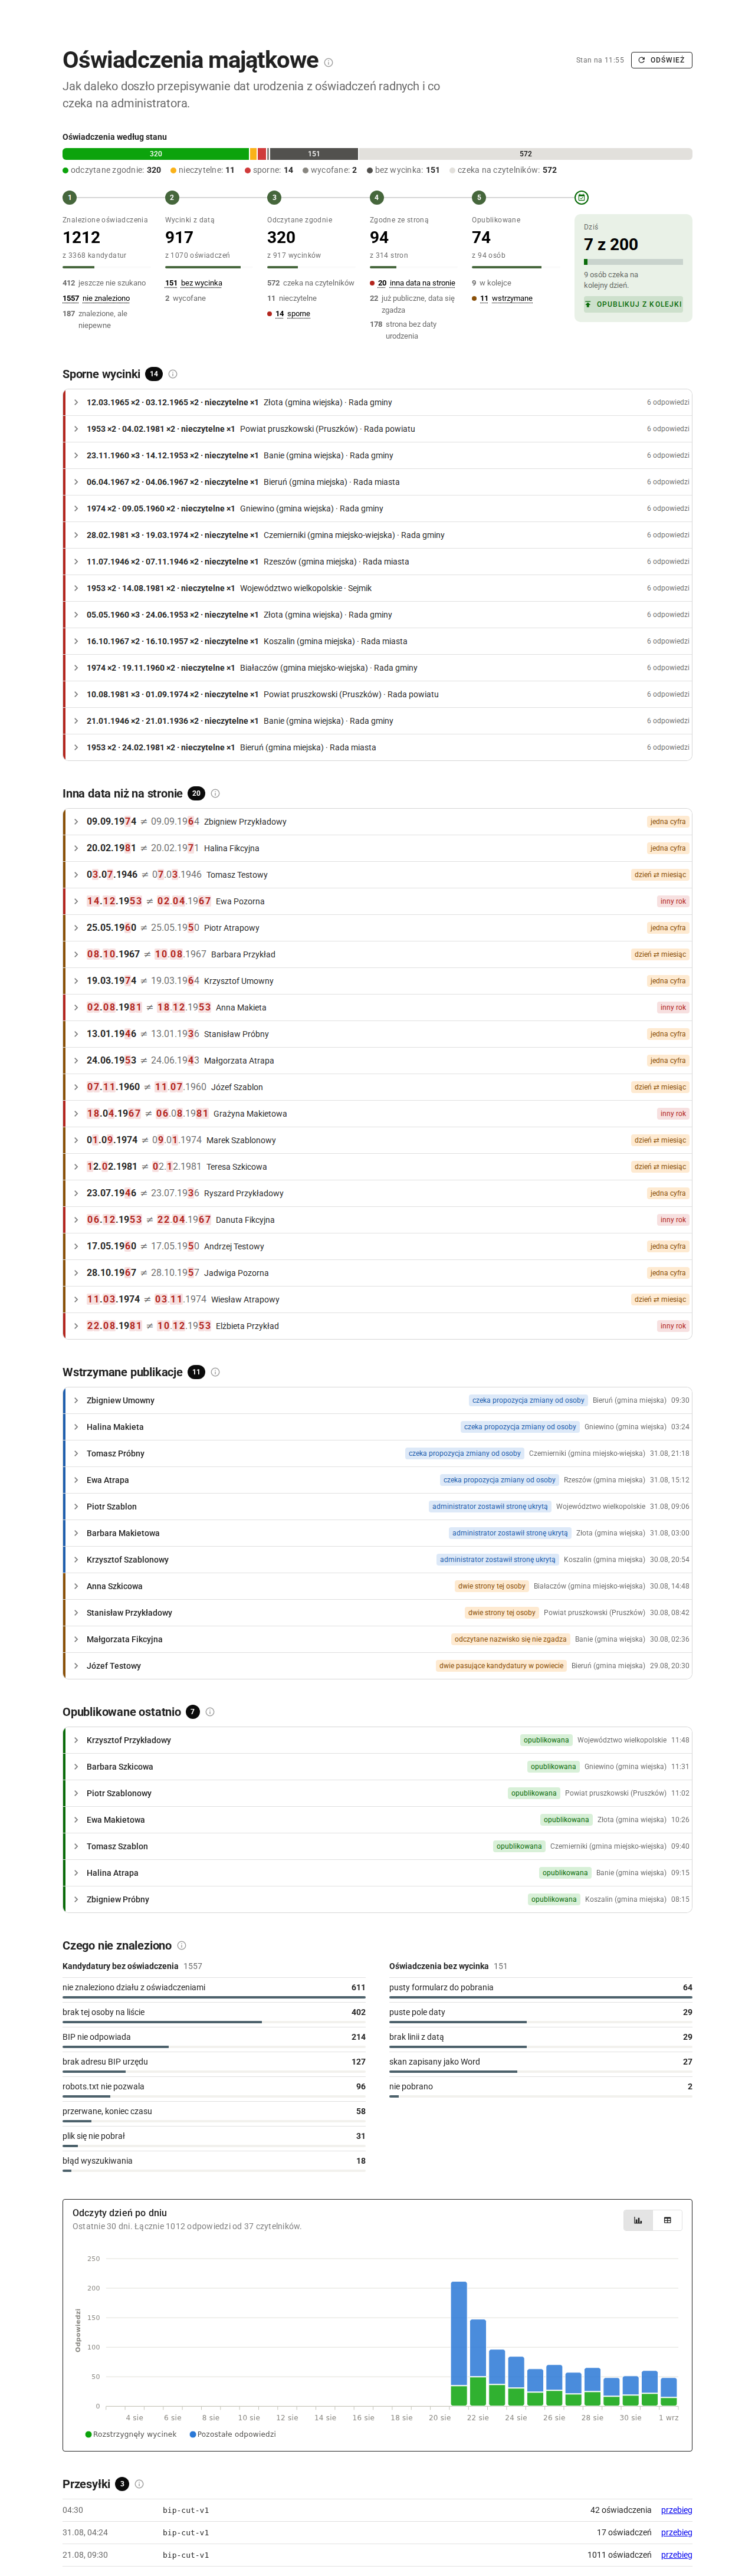 Oświadczenia majątkowe
Stan na 11:55 ODŚWIEŻ
Jak daleko doszło przepisywanie dat urodzenia z oświadczeń radnych i co
czeka na administratora.
Oświadczenia według stanu
320 151 572
odczytane zgodnie: 320 nieczytelne: 11 sporne: 14 wycofane: 2 bez wycinka: 151 czeka na czytelników: 572
1 2 3 4 5
Znalezione oświadczenia
1212
z 3368 kandydatur
412 jeszcze nie szukano
1557 nie znaleziono
187 znalezione, ale
niepewne
Wycinki z datą
917
z 1070 oświadczeń
151 bez wycinka
2 wycofane
Odczytane zgodnie
320
z 917 wycinków
572 czeka na czytelników
11 nieczytelne
14 sporne
Zgodne ze stroną
94
z 314 stron
20 inna data na stronie
22 już publiczne, data się
zgadza
178 strona bez daty
urodzenia
Opublikowane
74
z 94 osób
9 w kolejce
11 wstrzymane
Dziś
7 z 200
9 osób czeka na
kolejny dzień.
OPUBLIKUJ Z KOLEJKI
Sporne wycinki 14
12.03.1965 ×2 · 03.12.1965 ×2 · nieczytelne ×1 Złota (gmina wiejska) · Rada gminy 6 odpowiedzi
1953 ×2 · 04.02.1981 ×2 · nieczytelne ×1 Powiat pruszkowski (Pruszków) · Rada powiatu 6 odpowiedzi
23.11.1960 ×3 · 14.12.1953 ×2 · nieczytelne ×1 Banie (gmina wiejska) · Rada gminy 6 odpowiedzi
06.04.1967 ×2 · 04.06.1967 ×2 · nieczytelne ×1 Bieruń (gmina miejska) · Rada miasta 6 odpowiedzi
1974 ×2 · 09.05.1960 ×2 · nieczytelne ×1 Gniewino (gmina wiejska) · Rada gminy 6 odpowiedzi
28.02.1981 ×3 · 19.03.1974 ×2 · nieczytelne ×1 Czemierniki (gmina miejsko-wiejska) · Rada gminy 6 odpowiedzi
11.07.1946 ×2 · 07.11.1946 ×2 · nieczytelne ×1 Rzeszów (gmina miejska) · Rada miasta 6 odpowiedzi
1953 ×2 · 14.08.1981 ×2 · nieczytelne ×1 Województwo wielkopolskie · Sejmik 6 odpowiedzi
05.05.1960 ×3 · 24.06.1953 ×2 · nieczytelne ×1 Złota (gmina wiejska) · Rada gminy 6 odpowiedzi
16.10.1967 ×2 · 16.10.1957 ×2 · nieczytelne ×1 Koszalin (gmina miejska) · Rada miasta 6 odpowiedzi
1974 ×2 · 19.11.1960 ×2 · nieczytelne ×1 Białaczów (gmina miejsko-wiejska) · Rada gminy 6 odpowiedzi
10.08.1981 ×3 · 01.09.1974 ×2 · nieczytelne ×1 Powiat pruszkowski (Pruszków) · Rada powiatu 6 odpowiedzi
21.01.1946 ×2 · 21.01.1936 ×2 · nieczytelne ×1 Banie (gmina wiejska) · Rada gminy 6 odpowiedzi
1953 ×2 · 24.02.1981 ×2 · nieczytelne ×1 Bieruń (gmina miejska) · Rada miasta 6 odpowiedzi
Inna data niż na stronie 20
09.09.1974 ≠ 09.09.1964 Zbigniew Przykładowy jedna cyfra
20.02.1981 ≠ 20.02.1971 Halina Fikcyjna jedna cyfra
03.07.1946 ≠ 07.03.1946 Tomasz Testowy dzień ⇄ miesiąc
14.12.1953 ≠ 02.04.1967 Ewa Pozorna inny rok
25.05.1960 ≠ 25.05.1950 Piotr Atrapowy jedna cyfra
08.10.1967 ≠ 10.08.1967 Barbara Przykład dzień ⇄ miesiąc
19.03.1974 ≠ 19.03.1964 Krzysztof Umowny jedna cyfra
02.08.1981 ≠ 18.12.1953 Anna Makieta inny rok
13.01.1946 ≠ 13.01.1936 Stanisław Próbny jedna cyfra
24.06.1953 ≠ 24.06.1943 Małgorzata Atrapa jedna cyfra
07.11.1960 ≠ 11.07.1960 Józef Szablon dzień ⇄ miesiąc
18.04.1967 ≠ 06.08.1981 Grażyna Makietowa inny rok
01.09.1974 ≠ 09.01.1974 Marek Szablonowy dzień ⇄ miesiąc
12.02.1981 ≠ 02.12.1981 Teresa Szkicowa dzień ⇄ miesiąc
23.07.1946 ≠ 23.07.1936 Ryszard Przykładowy jedna cyfra
06.12.1953 ≠ 22.04.1967 Danuta Fikcyjna inny rok
17.05.1960 ≠ 17.05.1950 Andrzej Testowy jedna cyfra
28.10.1967 ≠ 28.10.1957 Jadwiga Pozorna jedna cyfra
11.03.1974 ≠ 03.11.1974 Wiesław Atrapowy dzień ⇄ miesiąc
22.08.1981 ≠ 10.12.1953 Elżbieta Przykład inny rok
Wstrzymane publikacje 11
Zbigniew Umowny czeka propozycja zmiany od osoby Bieruń (gmina miejska) 09:30
Halina Makieta czeka propozycja zmiany od osoby Gniewino (gmina wiejska) 03:24
Tomasz Próbny czeka propozycja zmiany od osoby Czemierniki (gmina miejsko-wiejska) 31.08, 21:18
Ewa Atrapa czeka propozycja zmiany od osoby Rzeszów (gmina miejska) 31.08, 15:12
Piotr Szablon administrator zostawił stronę ukrytą Województwo wielkopolskie 31.08, 09:06
Barbara Makietowa administrator zostawił stronę ukrytą Złota (gmina wiejska) 31.08, 03:00
Krzysztof Szablonowy administrator zostawił stronę ukrytą Koszalin (gmina miejska) 30.08, 20:54
Anna Szkicowa dwie strony tej osoby Białaczów (gmina miejsko-wiejska) 30.08, 14:48
Stanisław Przykładowy dwie strony tej osoby Powiat pruszkowski (Pruszków) 30.08, 08:42
Małgorzata Fikcyjna odczytane nazwisko się nie zgadza Banie (gmina wiejska) 30.08, 02:36
Józef Testowy dwie pasujące kandydatury w powiecie Bieruń (gmina miejska) 29.08, 20:30
Opublikowane ostatnio 7
Krzysztof Przykładowy opublikowana Województwo wielkopolskie 11:48
Barbara Szkicowa opublikowana Gniewino (gmina wiejska) 11:31
Piotr Szablonowy opublikowana Powiat pruszkowski (Pruszków) 11:02
Ewa Makietowa opublikowana Złota (gmina wiejska) 10:26
Tomasz Szablon opublikowana Czemierniki (gmina miejsko-wiejska) 09:40
Halina Atrapa opublikowana Banie (gmina wiejska) 09:15
Zbigniew Próbny opublikowana Koszalin (gmina miejska) 08:15
Czego nie znaleziono
Kandydatury bez oświadczenia 1557
nie znaleziono działu z oświadczeniami 611
brak tej osoby na liście 402
BIP nie odpowiada 214
brak adresu BIP urzędu 127
robots.txt nie pozwala 96
przerwane, koniec czasu 58
plik się nie pobrał 31
błąd wyszukiwania 18
Oświadczenia bez wycinka 151
pusty formularz do pobrania 64
puste pole daty 29
brak linii z datą 29
skan zapisany jako Word 27
nie pobrano 2
Odczyty dzień po dniu
Ostatnie 30 dni. Łącznie 1012 odpowiedzi od 37 czytelników.
Odpowiedzi
250
200
150
100
50
0
4 sie 6 sie 8 sie 10 sie 12 sie 14 sie 16 sie 18 sie 20 sie 22 sie 24 sie 26 sie 28 sie 30 sie 1 wrz
Rozstrzygnęły wycinek Pozostałe odpowiedzi
Przesyłki 3
04:30 bip-cut-v1 42 oświadczenia przebieg
31.08, 04:24 bip-cut-v1 17 oświadczeń przebieg
21.08, 09:30 bip-cut-v1 1011 oświadczeń przebieg